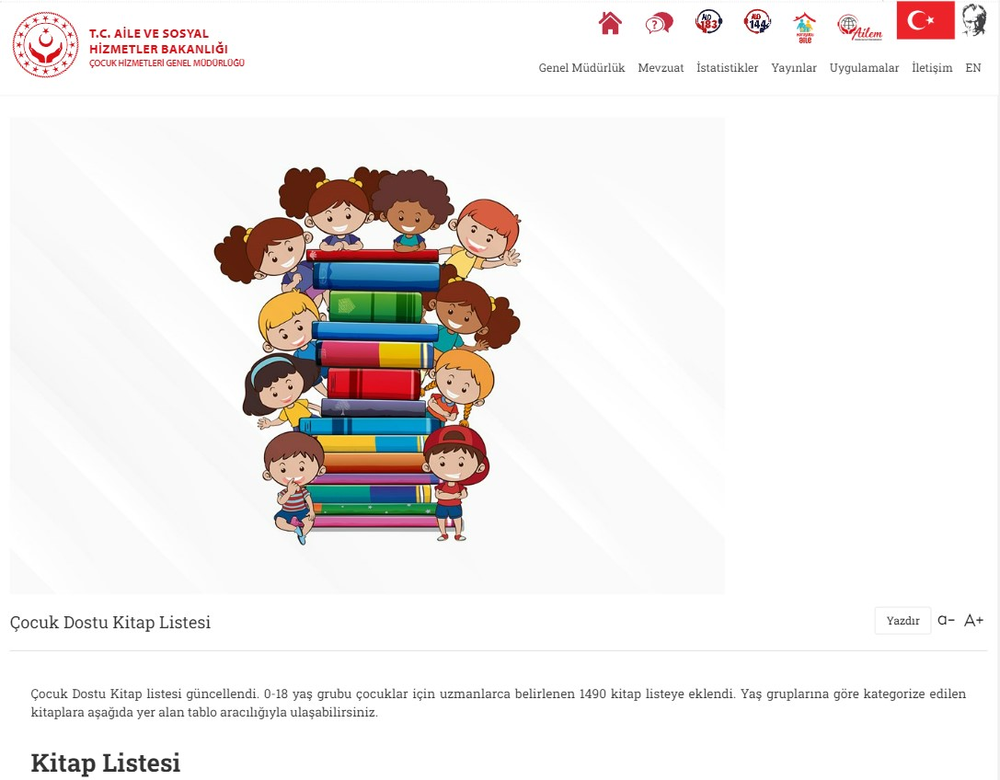 T.C. AİLE VE SOSYAL
HİZMETLER BAKANLIĞI
ÇOCUK HİZMETLERİ GENEL MÜDÜRLÜĞÜ
?
ALO
183
ALO
144
aile
Ailem
Genel Müdürlük Mevzuat İstatistikler Yayınlar Uygulamalar İletişim EN
Çocuk Dostu Kitap Listesi
Yazdır a- A+
Çocuk Dostu Kitap listesi güncellendi. 0-18 yaş grubu çocuklar için uzmanlarca belirlenen 1490 kitap listeye eklendi. Yaş gruplarına göre kategorize edilen
kitaplara aşağıda yer alan tablo aracılığıyla ulaşabilirsiniz.
Kitap Listesi